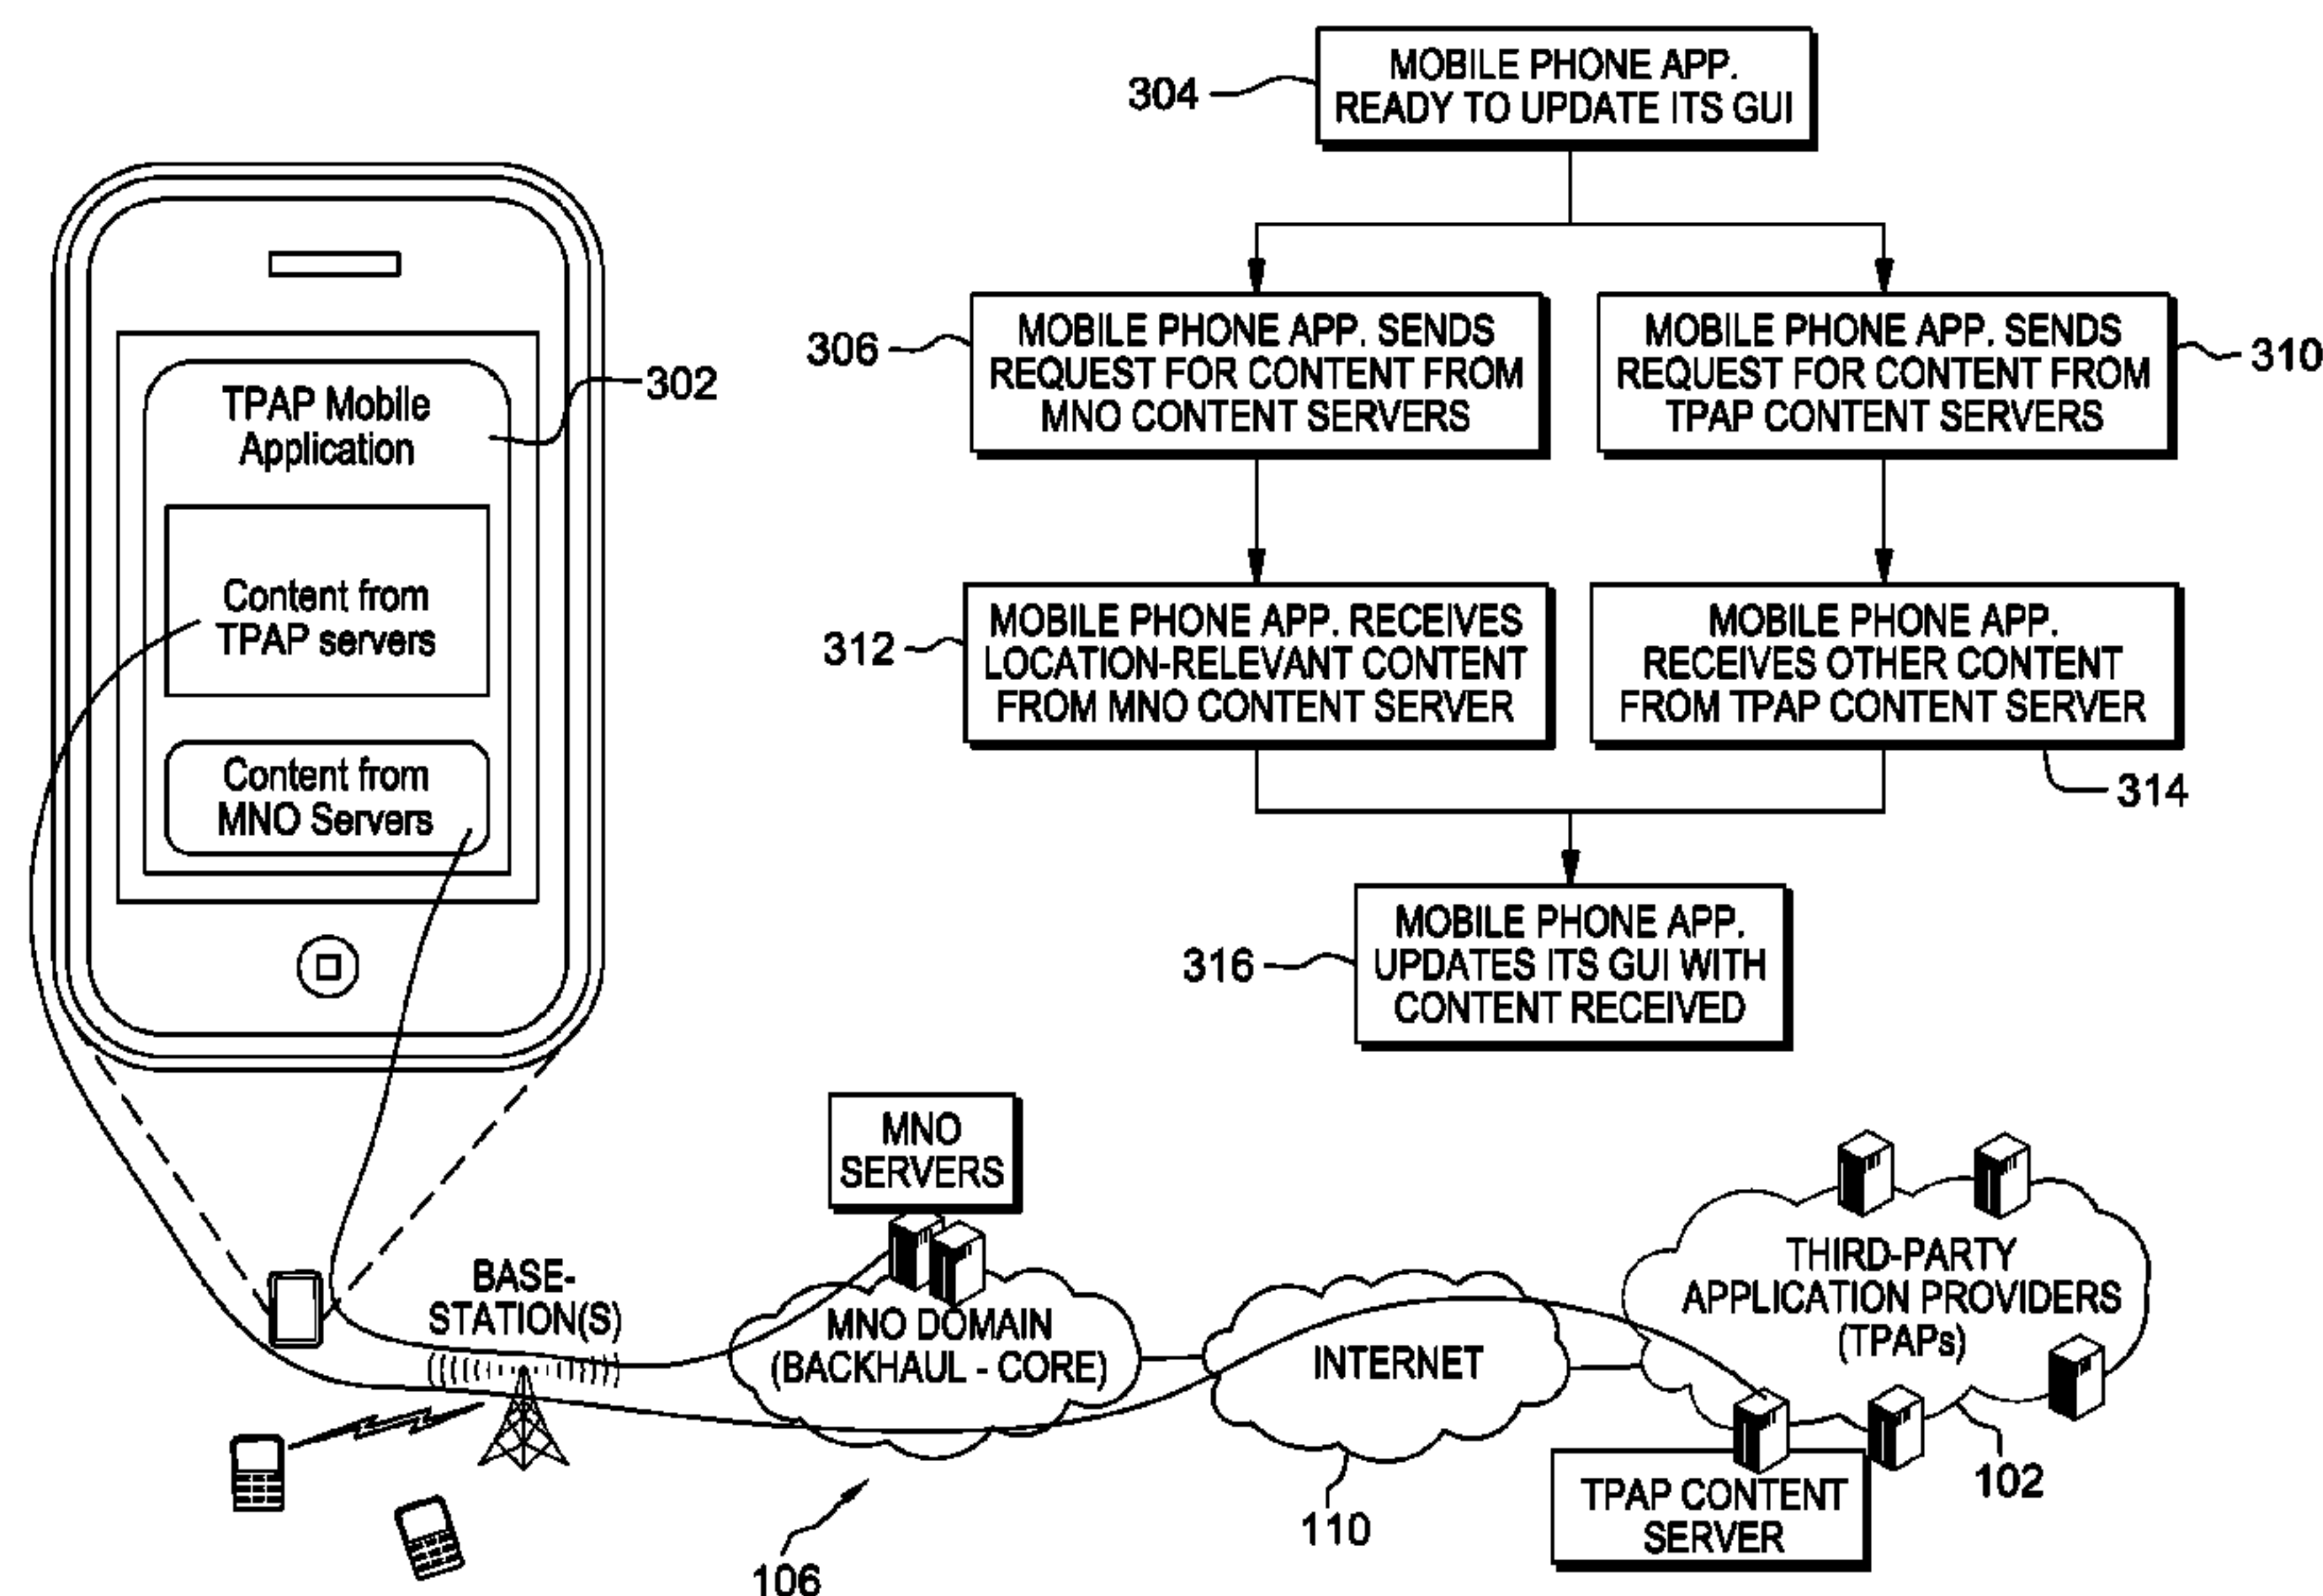 MOBILE PHONE APP.
READY TO UPDATE ITS GUI
304
MOBILE PHONE APP. SENDS
REQUEST FOR CONTENT FROM
MNO CONTENT SERVERS
306
MOBILE PHONE APP. SENDS
REQUEST FOR CONTENT FROM
TPAP CONTENT SERVERS
310
TPAP Mobile
Application
302
Content from
TPAP servers
Content from
MNO Servers
MOBILE PHONE APP. RECEIVES
LOCATION-RELEVANT CONTENT
FROM MNO CONTENT SERVER
312
MOBILE PHONE APP.
RECEIVES OTHER CONTENT
FROM TPAP CONTENT SERVER
314
MOBILE PHONE APP.
UPDATES ITS GUI WITH
CONTENT RECEIVED
316
MNO
SERVERS
BASE-
STATION(S)
MNO DOMAIN
(BACKHAUL - CORE)
106
INTERNET
110
THIRD-PARTY
APPLICATION PROVIDERS
(TPAPs)
102
TPAP CONTENT
SERVER